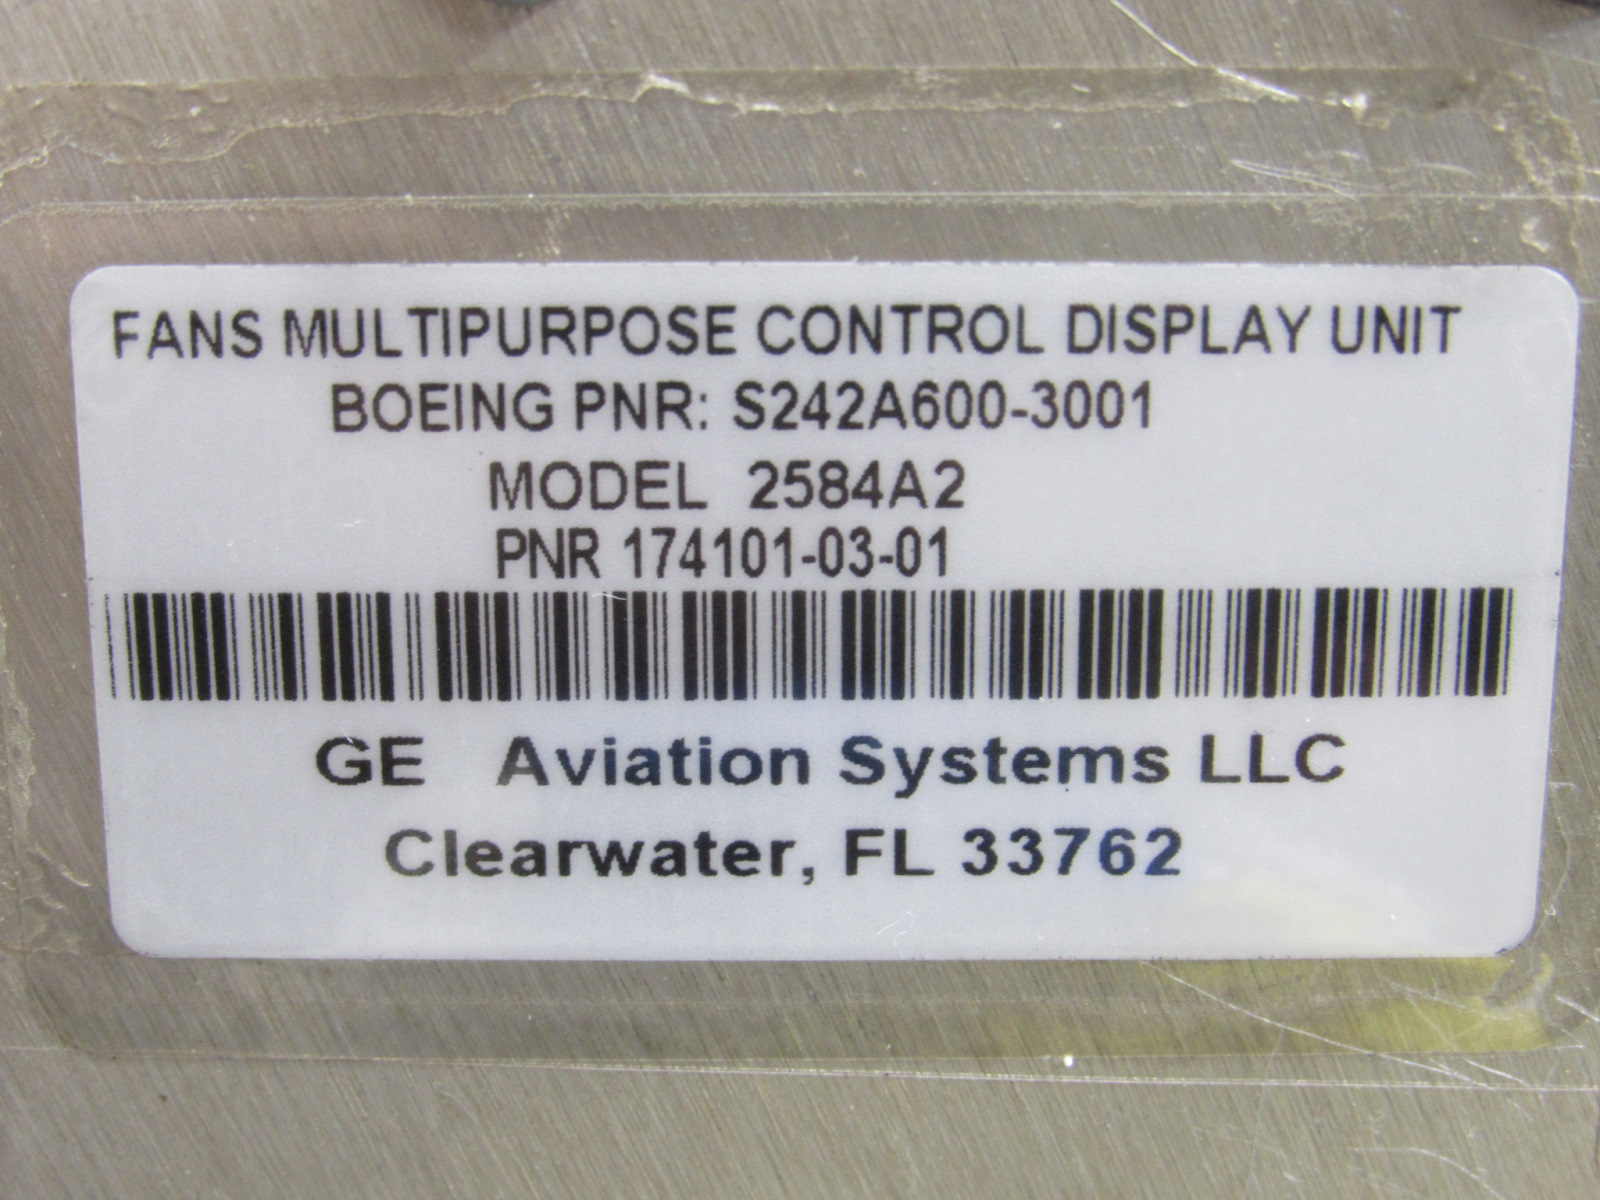 FANS MULTIPURPOSE CONTROL DISPLAY UNIT
BOEING PNR: S242A600-3001
MODEL 2584A2
PNR 174101-03-01
GE Aviation Systems LLC
Clearwater, FL 33762